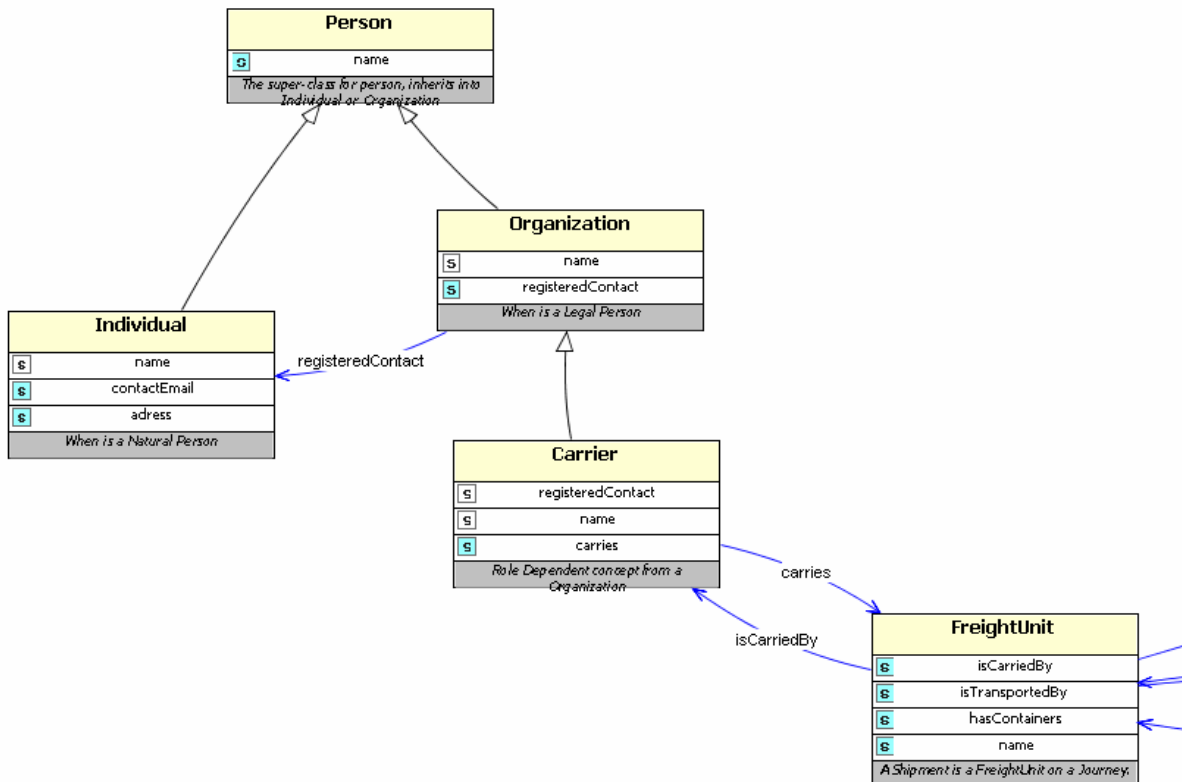 Person
name
The super-class for person, inherits into
Individual or Organization
Organization
name
registeredContact
When is a Legal Person
Individual
name
contactEmail
adress
When is a Natural Person
registeredContact
Carrier
registeredContact
name
carries
Role Dependent concept from a
Organization
carries
isCarriedBy
FreightUnit
isCarriedBy
isTransportedBy
hasContainers
name
A Shipment is a FreightUnit on a Journey.